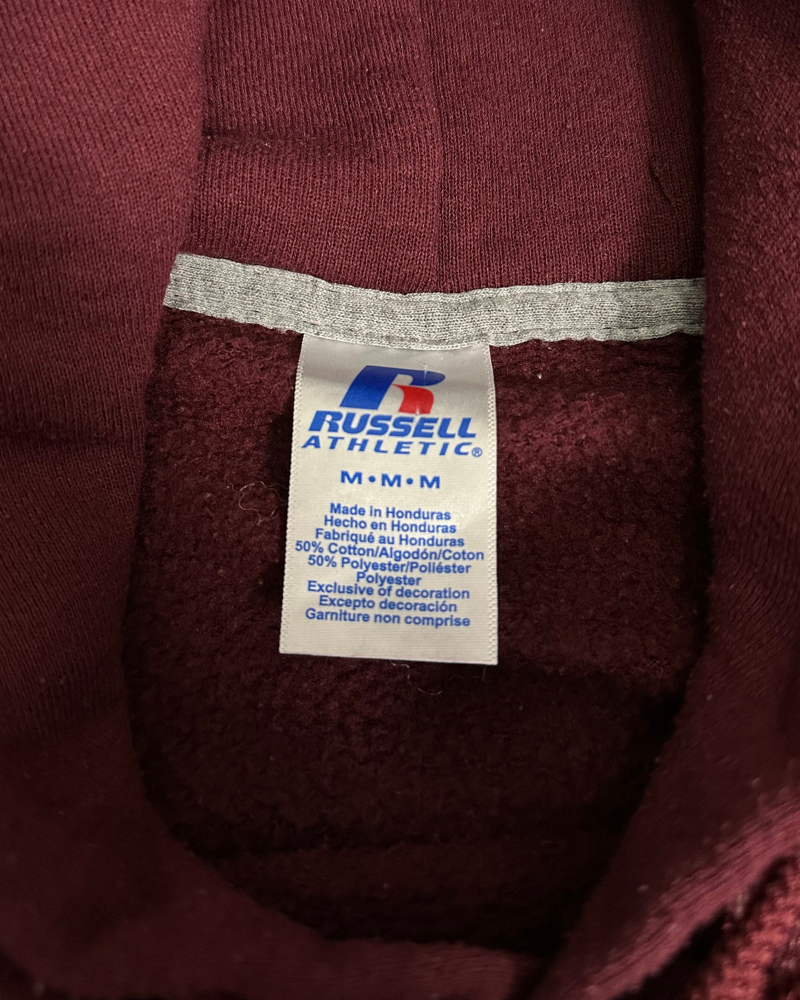 RUSSELL
ATHLETIC®
M•M•M
Made in Honduras
Hecho en Honduras
Fabriqué au Honduras
50% Cotton/Algodón/Coton
50% Polyester/Poliéster
Polyester
Exclusive of decoration
Excepto decoración
Garniture non comprise